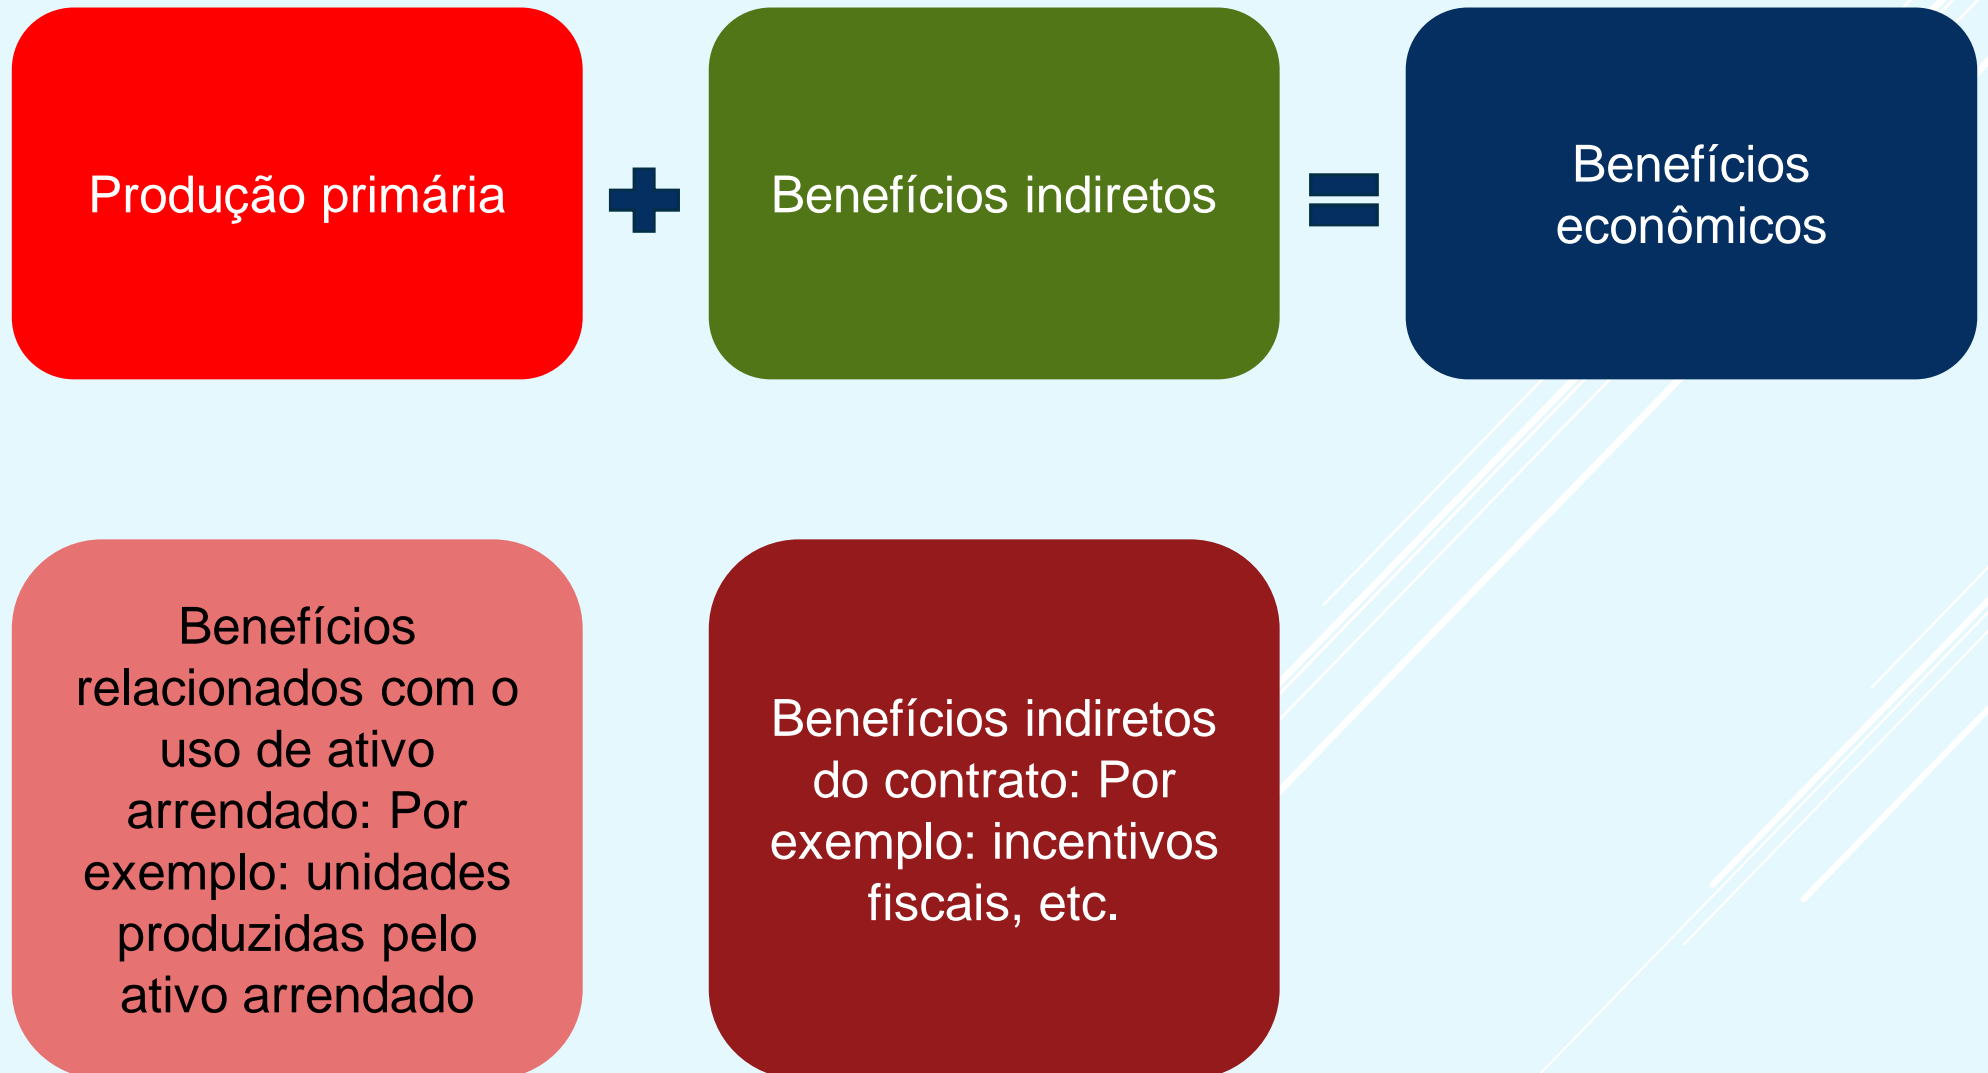 Produção primária
Benefícios indiretos
Benefícios
econômicos
Benefícios
relacionados com o
uso de ativo
arrendado: Por
exemplo: unidades
produzidas pelo
ativo arrendado
Benefícios indiretos
do contrato: Por
exemplo: incentivos
fiscais, etc.